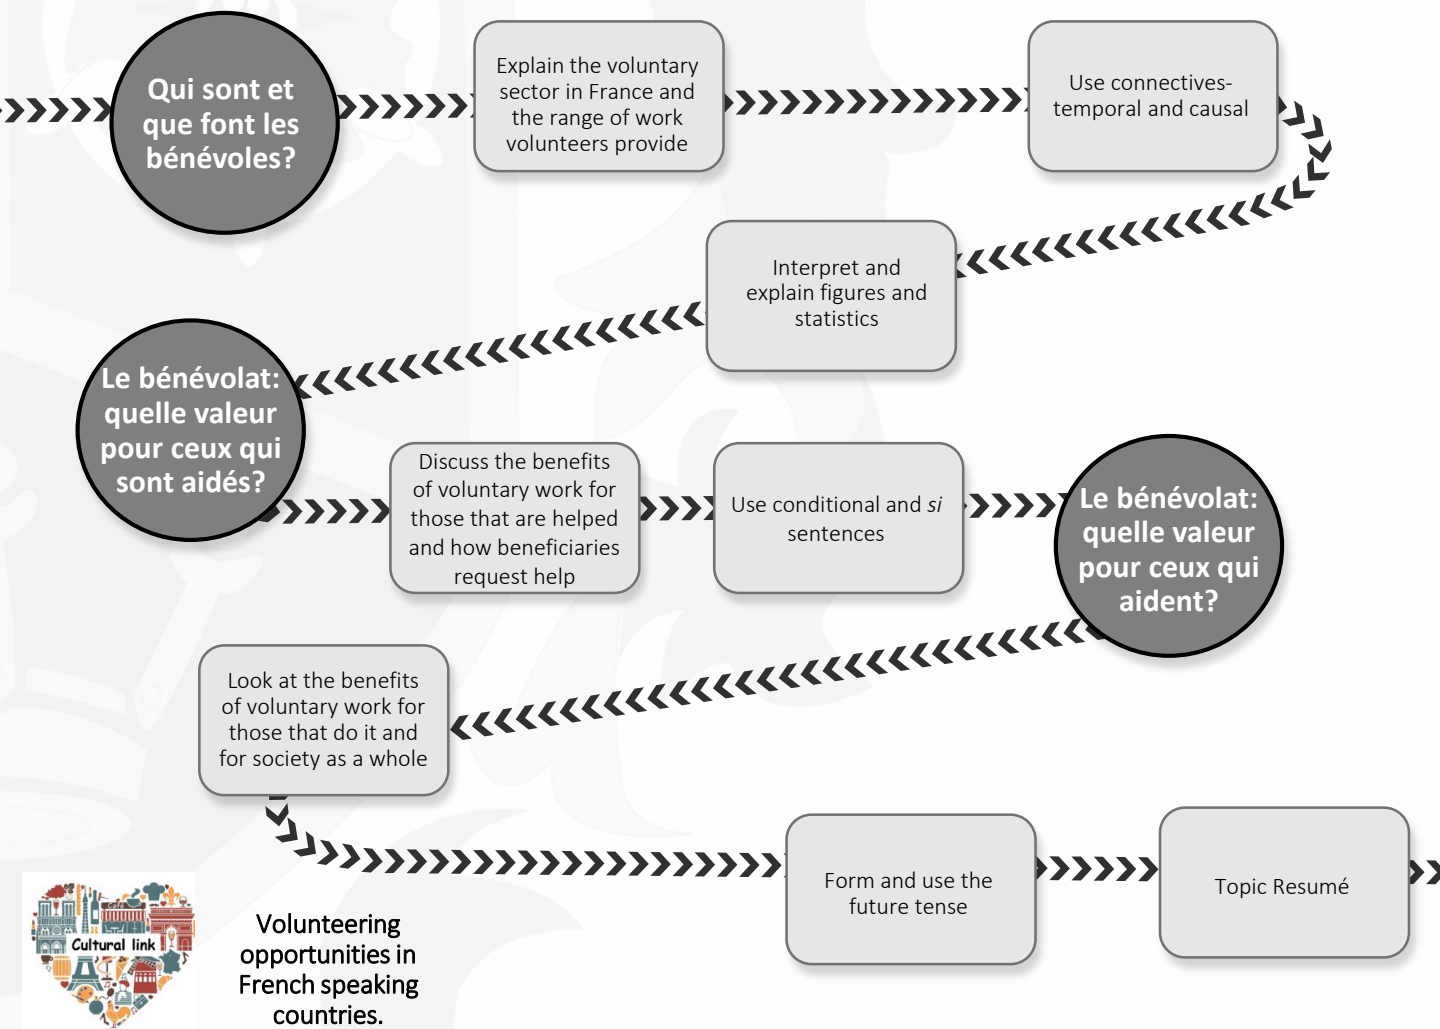 Qui sont et
que font les
bénévoles?
Explain the voluntary
sector in France and
the range of work
volunteers provide
Use connectives-
temporal and causal
Interpret and
explain figures and
statistics
Le bénévolat:
quelle valeur
pour ceux qui
sont aidés?
Discuss the benefits
of voluntary work for
those that are helped
and how beneficiaries
request help
Use conditional and si
sentences
Le bénévolat:
quelle valeur
pour ceux qui
aident?
Look at the benefits
of voluntary work for
those that do it and
for society as a whole
Form and use the
future tense
Topic Resumé
Cultural link
Volunteering
opportunities in
French speaking
countries.